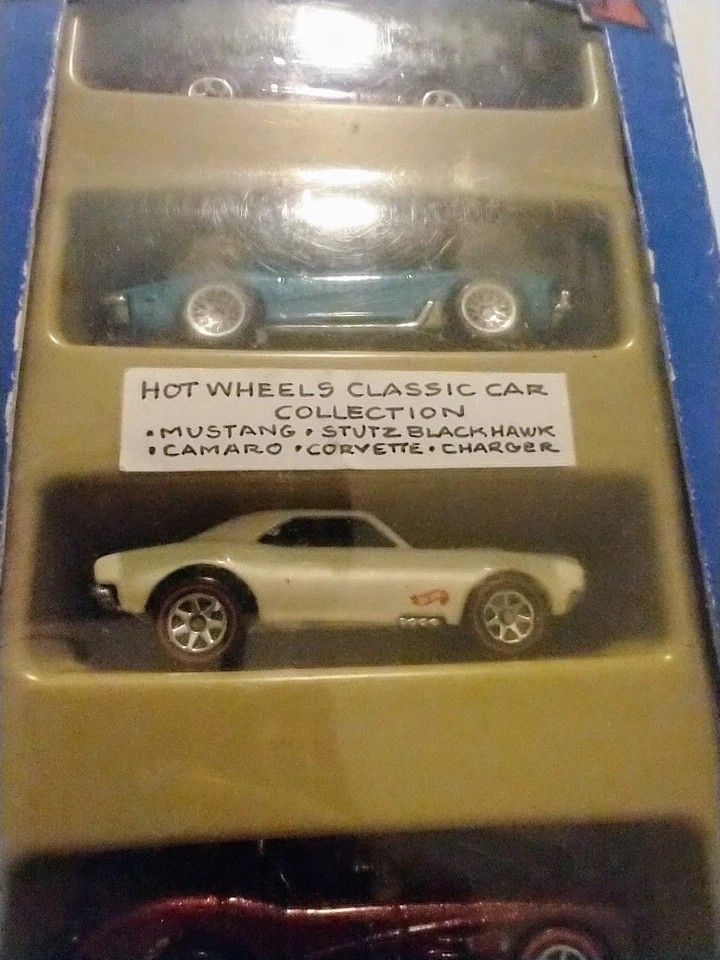 HOT WHEELS CLASSIC CAR
COLLECTION
• MUSTANG • STUTZ BLACKHAWK
• CAMARO • CORVETTE • CHARGER